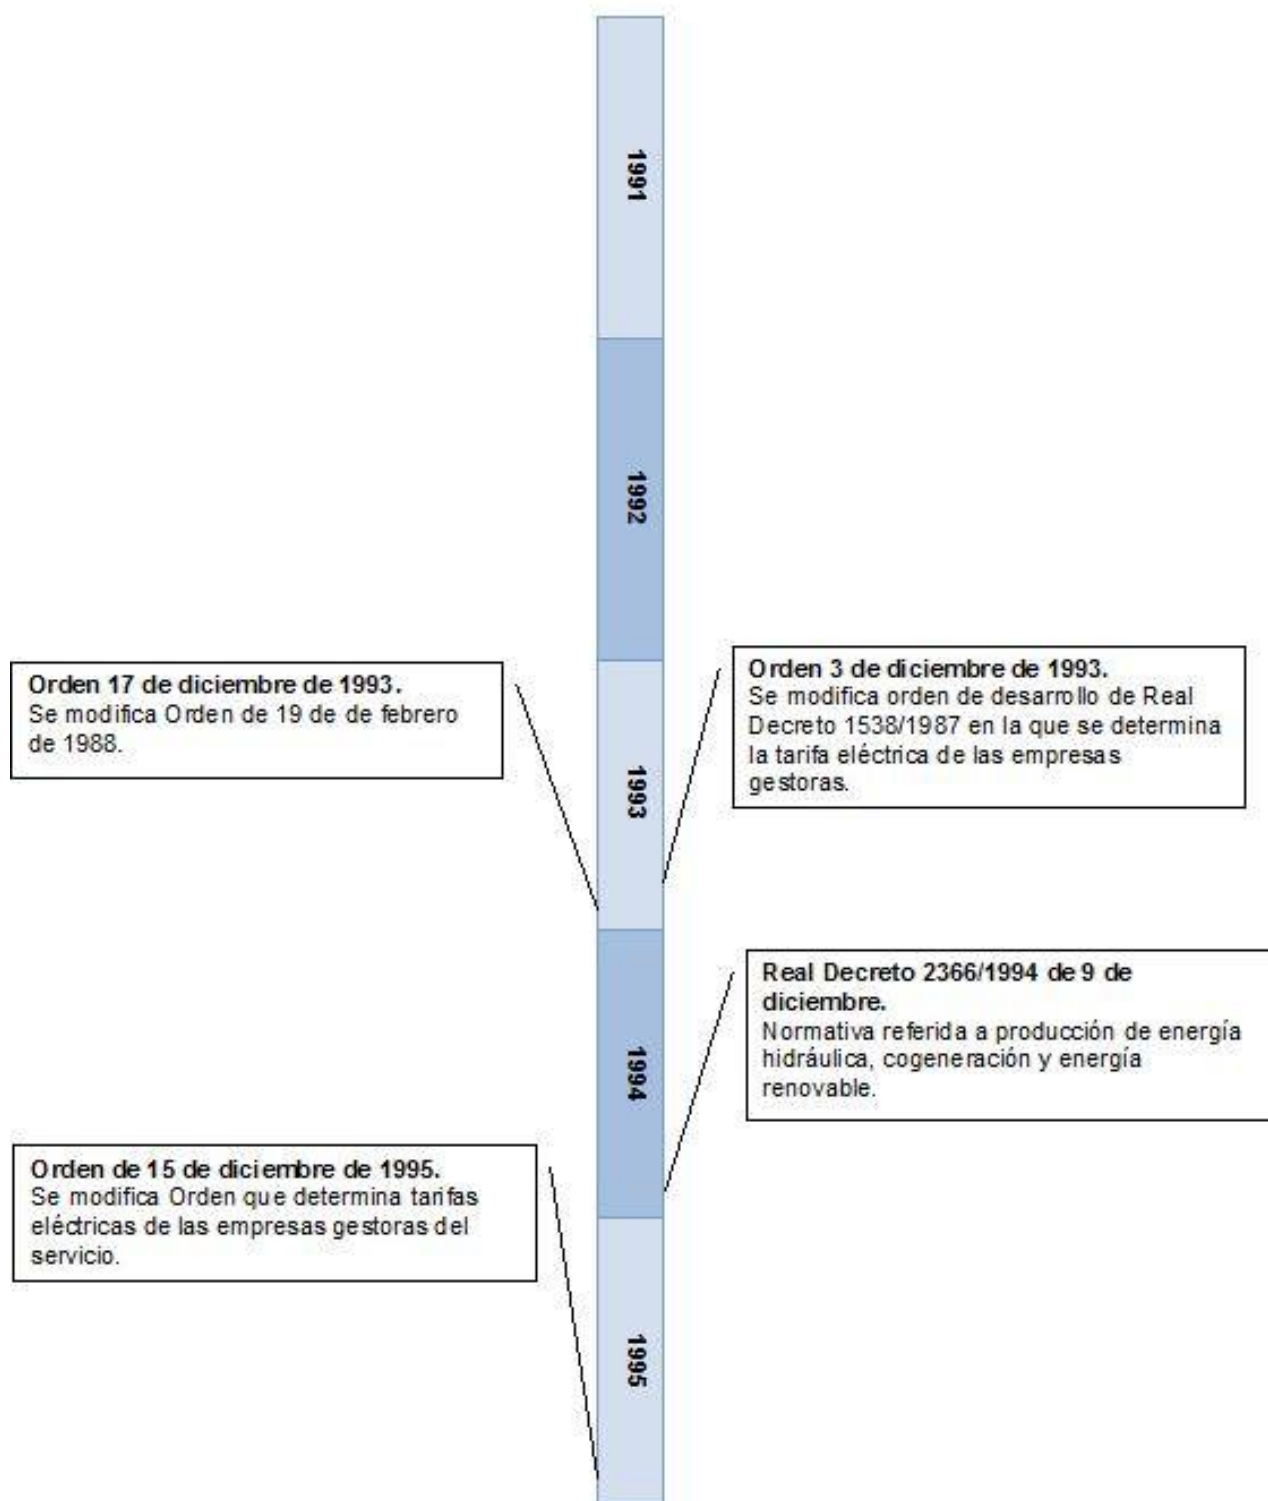 1991
1992
Orden 17 de diciembre de 1993.
Se modifica Orden de 19 de de febrero
de 1988.
1993
Orden 3 de diciembre de 1993.
Se modifica orden de desarrollo de Real
Decreto 1538/1987 en la que se determina
la tarifa eléctrica de las empresas
gestoras.
1994
Real Decreto 2366/1994 de 9 de
diciembre.
Normativa referida a producción de energía
hidráulica, cogeneración y energía
renovable.
Orden de 15 de diciembre de 1995.
Se modifica Orden que determina tarifas
eléctricas de las empresas gestoras del
servicio.
1995